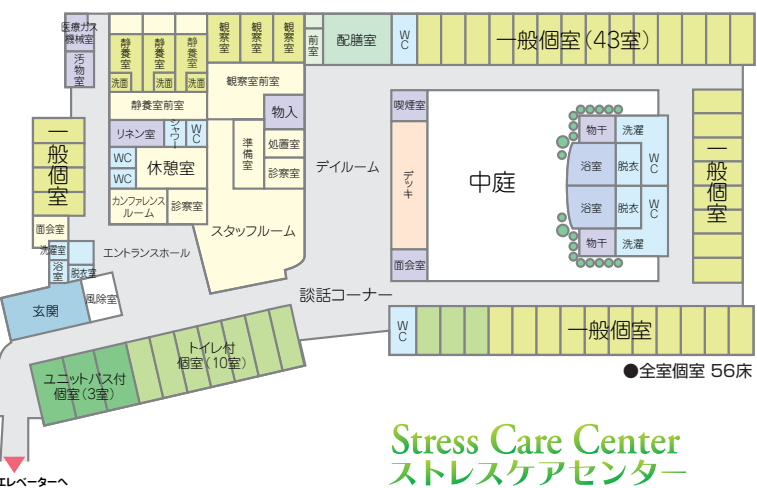 医療ガス
機械室
汚物室
静養室
静養室
静養室
洗面
洗面
洗面
観察室
観察室
観察室
前室
配膳室
WC
一般個室(43室)
観察室前室
静養室前室
物入
喫煙室
リネン室
シャワー
WC
準備室
処置室
診察室
デイルーム
デッキ
中庭
物干
洗濯
浴室
脱衣
WC
浴室
脱衣
WC
物干
洗濯
一般個室
一般個室
WC
WC
休憩室
カンファレンス
ルーム
診察室
スタッフルーム
面会室
洗濯室
浴室
脱衣室
エントランスホール
面会室
玄関
風除室
談話コーナー
WC
一般個室
トイレ付
個室(10室)
ユニットバス付
個室(3室)
●全室個室 56床
Stress Care Center
ストレスケアセンター
エレベーターへ